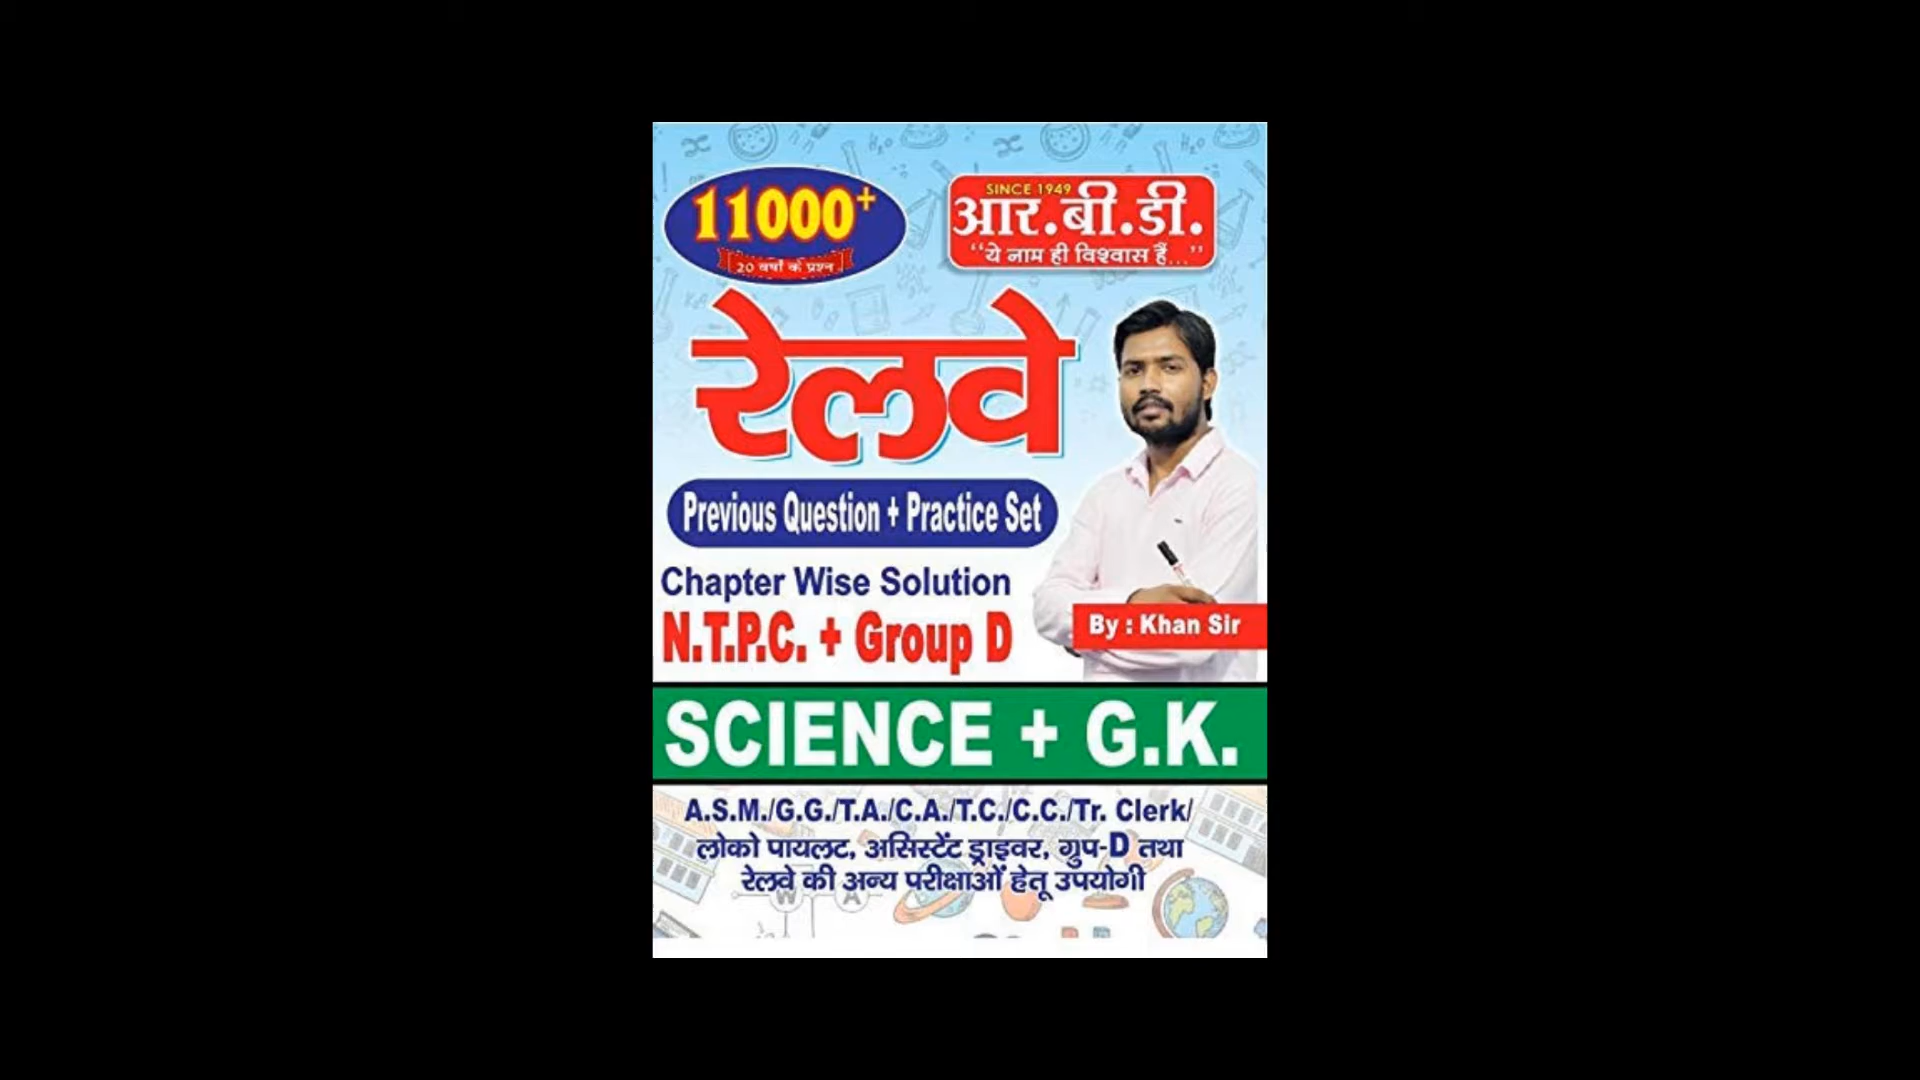 11000+
20 वर्षों के प्रश्न
SINCE 1949
आर.बी.डी.
“ये नाम ही विश्वास हैं...”
रेलवे
Previous Question + Practice Set
Chapter Wise Solution
N.T.P.C. + Group D
By : Khan Sir
SCIENCE + G.K.
A.S.M./G.G./T.A./C.A./T.C./C.C./Tr. Clerk/
लोको पायलट, असिस्टेंट ड्राइवर, ग्रुप-D तथा
रेलवे की अन्य परीक्षाओं हेतू उपयोगी
W A